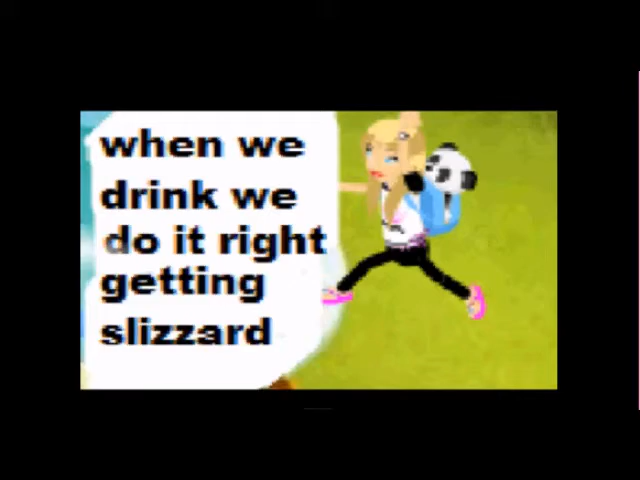 when we
drink we
do it right
getting
slizzard